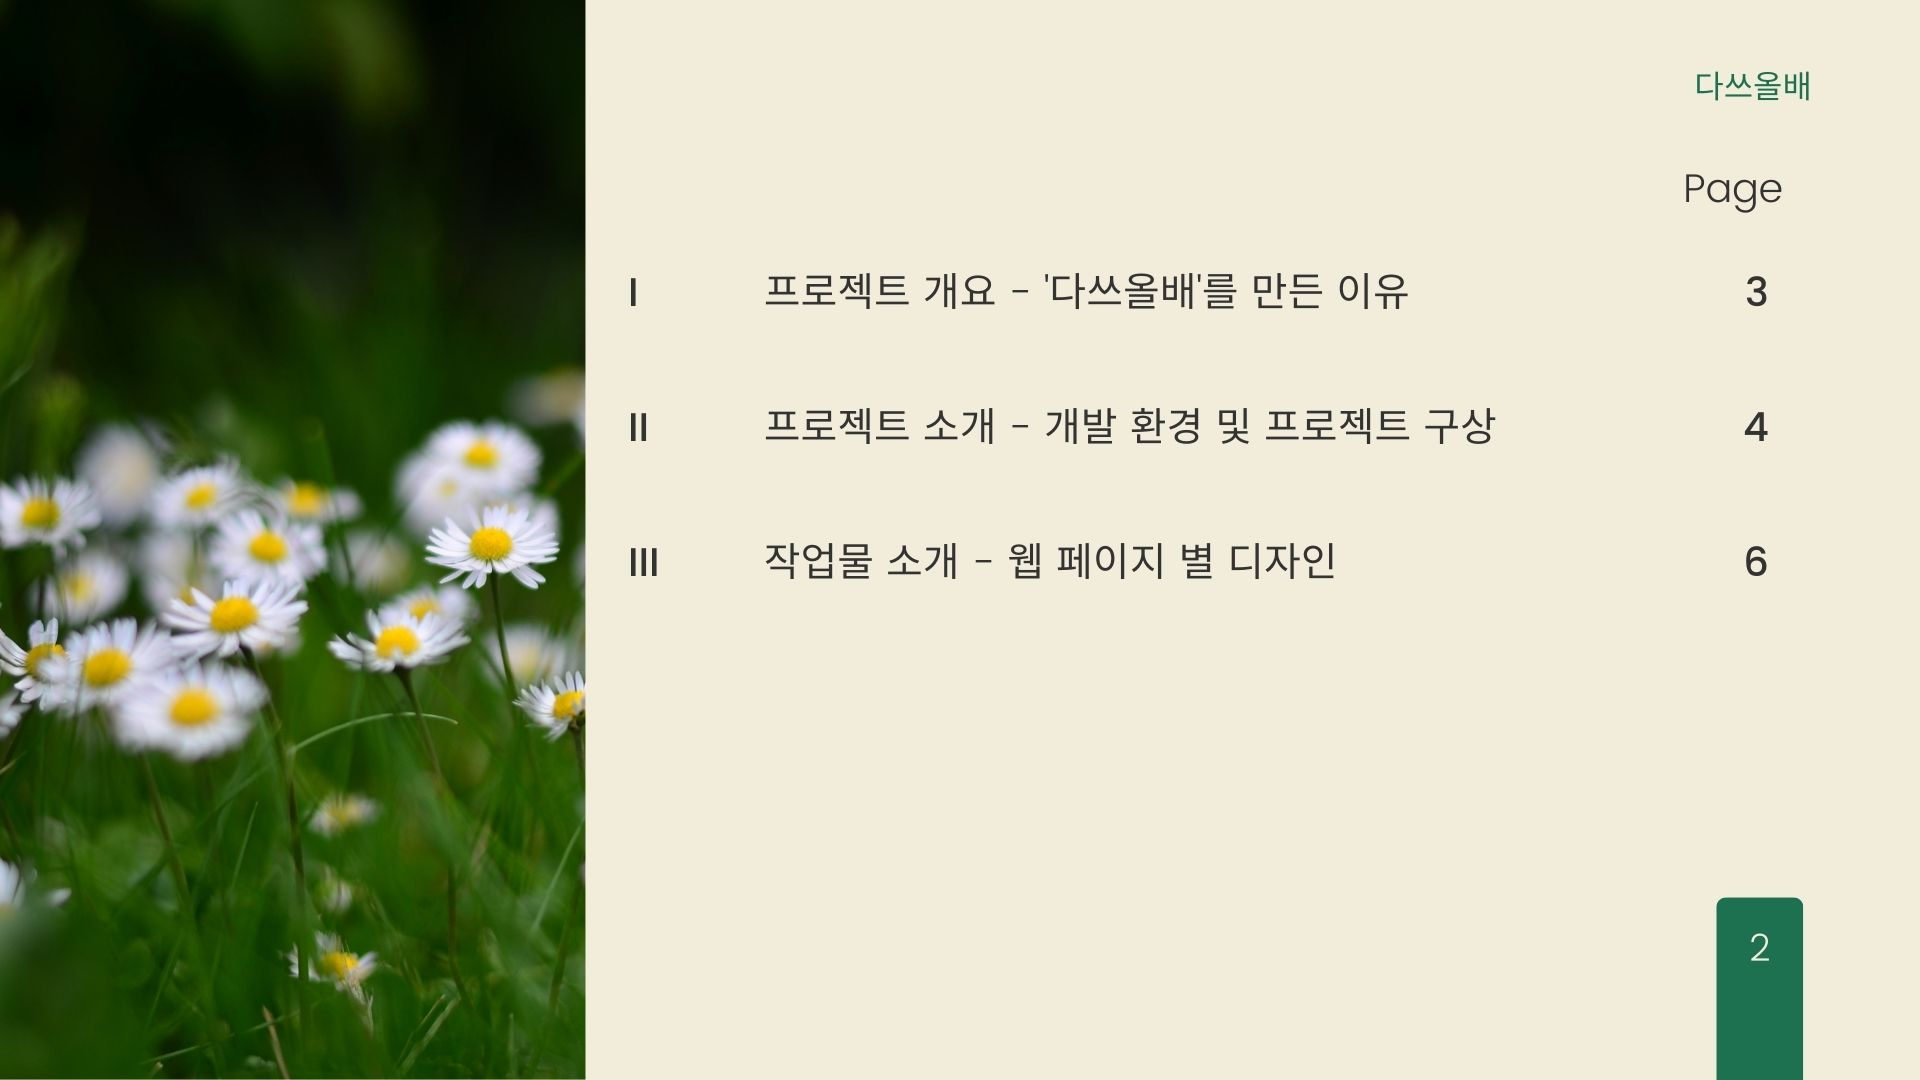 다쓰올배
Page
I 프로젝트 개요 - '다쓰올배'를 만든 이유 3
II 프로젝트 소개 - 개발 환경 및 프로젝트 구상 4
III 작업물 소개 - 웹 페이지 별 디자인 6
2